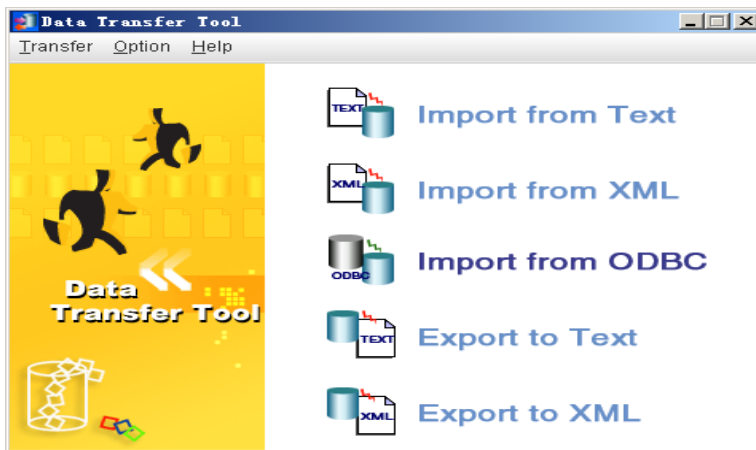 Data Transfer Tool
Transfer Option Help
TEXT
Import from Text
XML
Import from XML
ODBC
Import from ODBC
TEXT
Export to Text
XML
Export to XML
Data
Transfer Tool